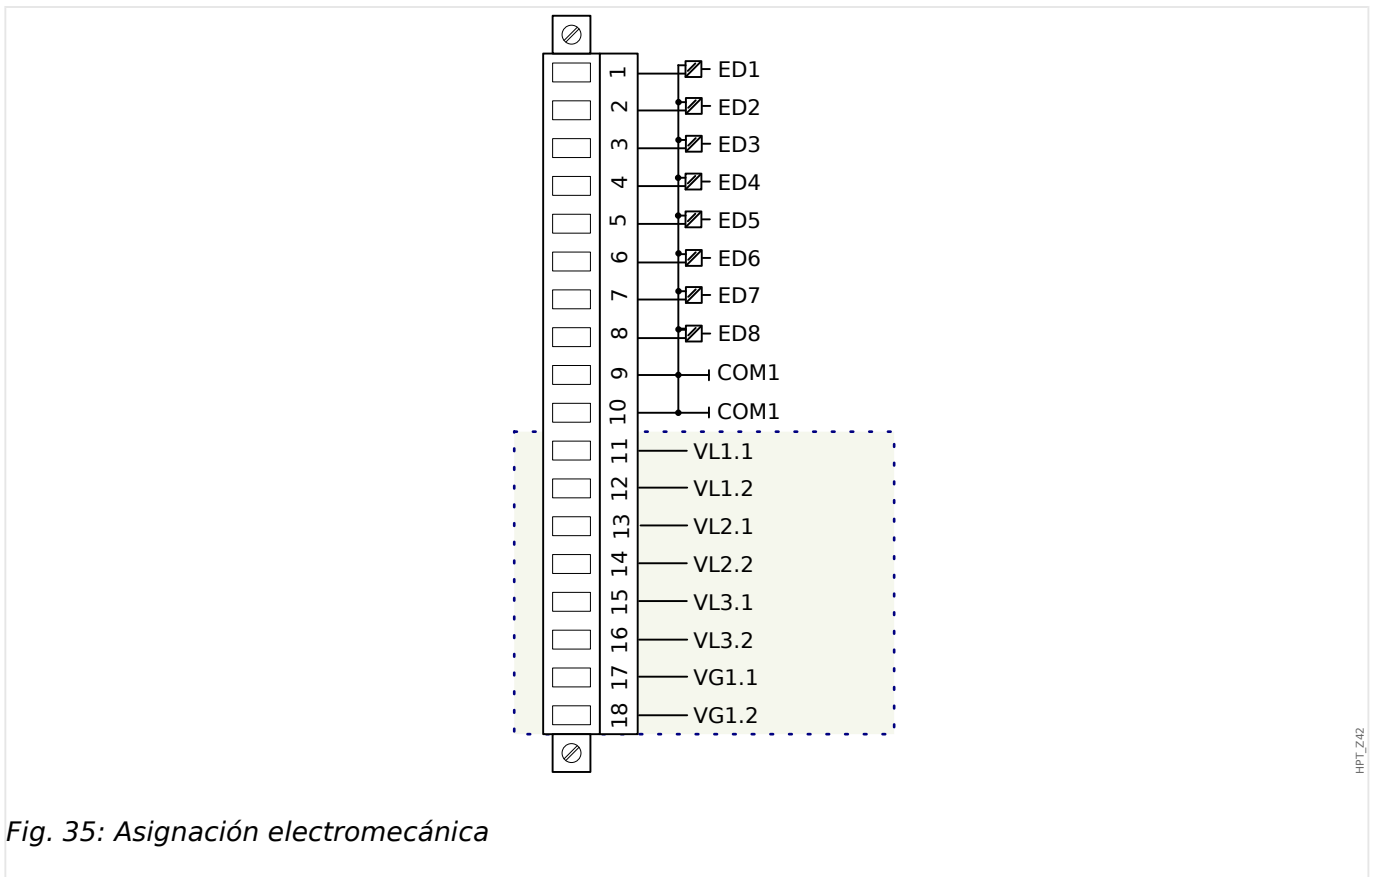 1 ED1
2 ED2
3 ED3
4 ED4
5 ED5
6 ED6
7 ED7
8 ED8
9 COM1
10 COM1
11 VL1.1
12 VL1.2
13 VL2.1
14 VL2.2
15 VL3.1
16 VL3.2
17 VG1.1
18 VG1.2
HPT_Z42
Fig. 35: Asignación electromecánica